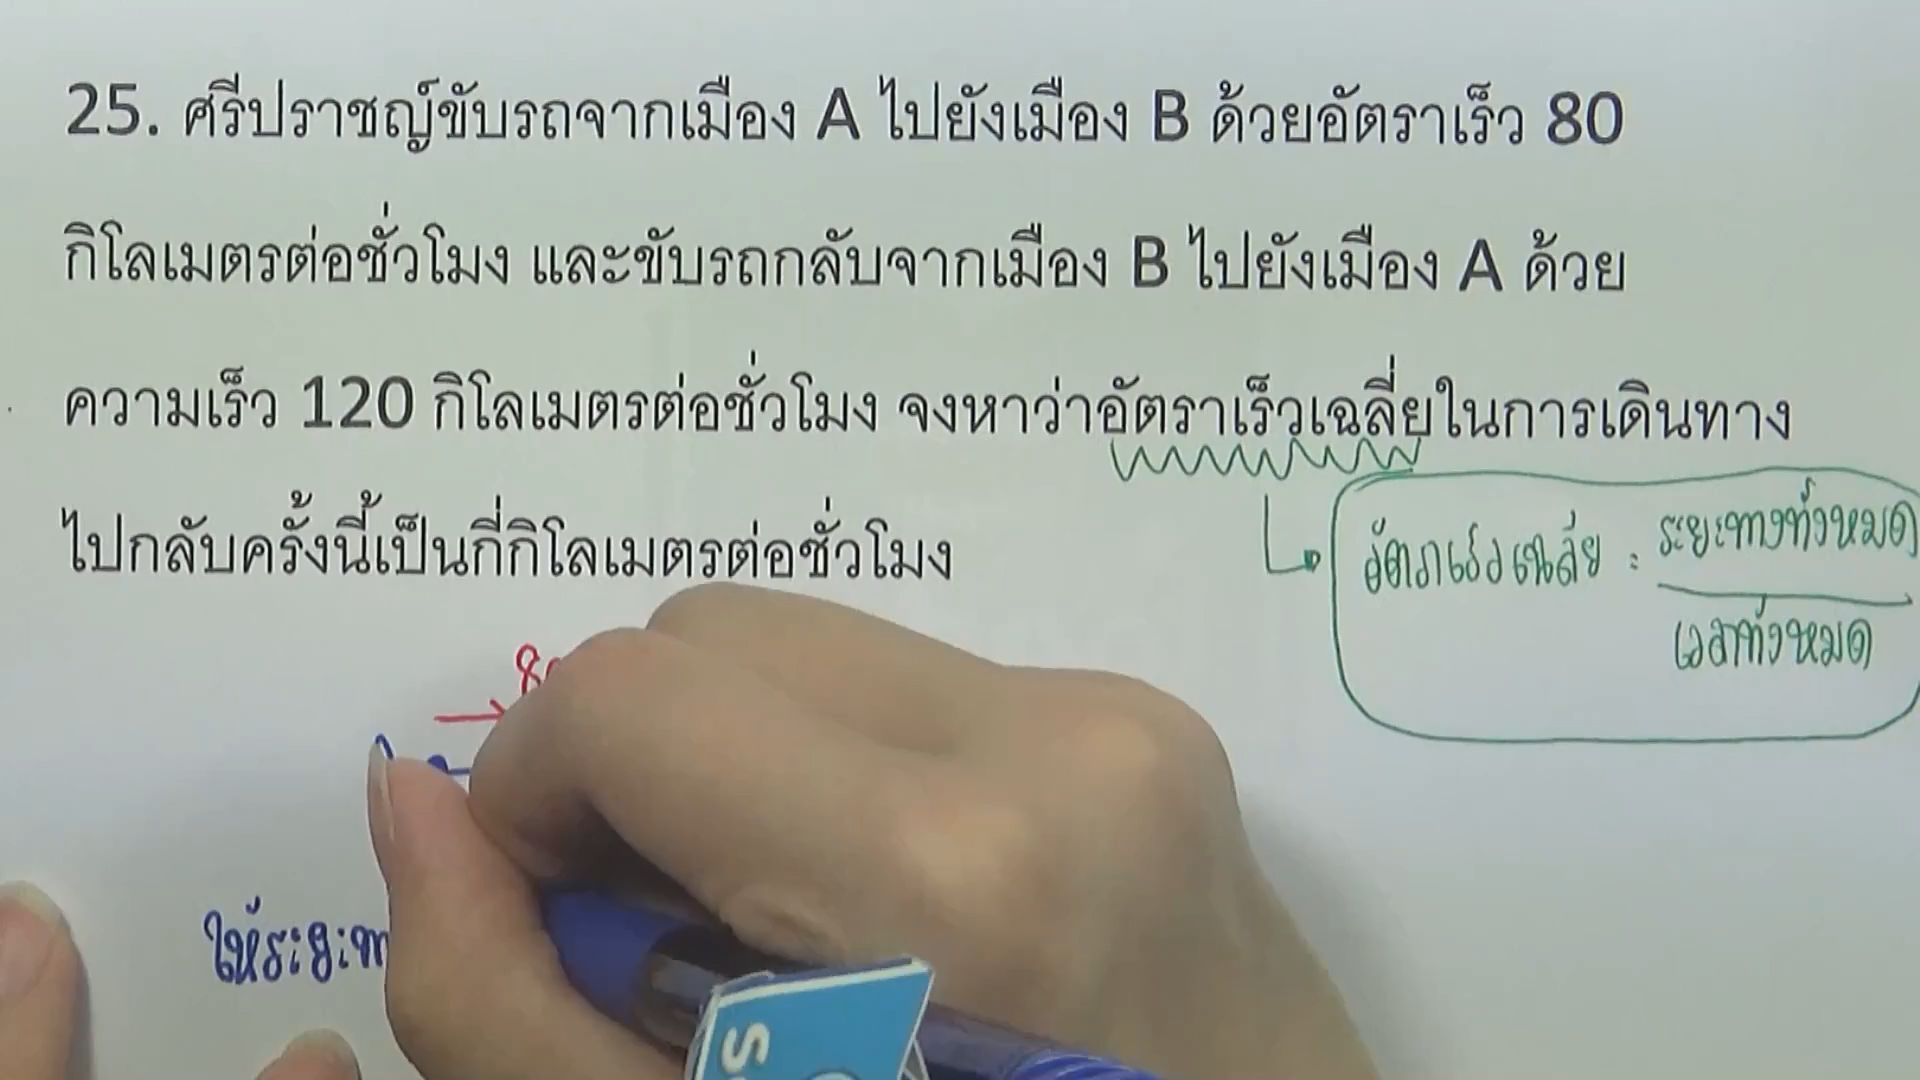 25. ศรีปราชญ์ขับรถจากเมือง A ไปยังเมือง B ด้วยอัตราเร็ว 80
กิโลเมตรต่อชั่วโมง และขับรถกลับจากเมือง B ไปยังเมือง A ด้วย
ความเร็ว 120 กิโลเมตรต่อชั่วโมง จงหาว่าอัตราเร็วเฉลี่ยในการเดินทาง
ไปกลับครั้งนี้เป็นกี่กิโลเมตรต่อชั่วโมง
อัตราเร็วเฉลี่ย = ระยะทางทั้งหมด
เวลาทั้งหมด
80
ให้ระยะทา